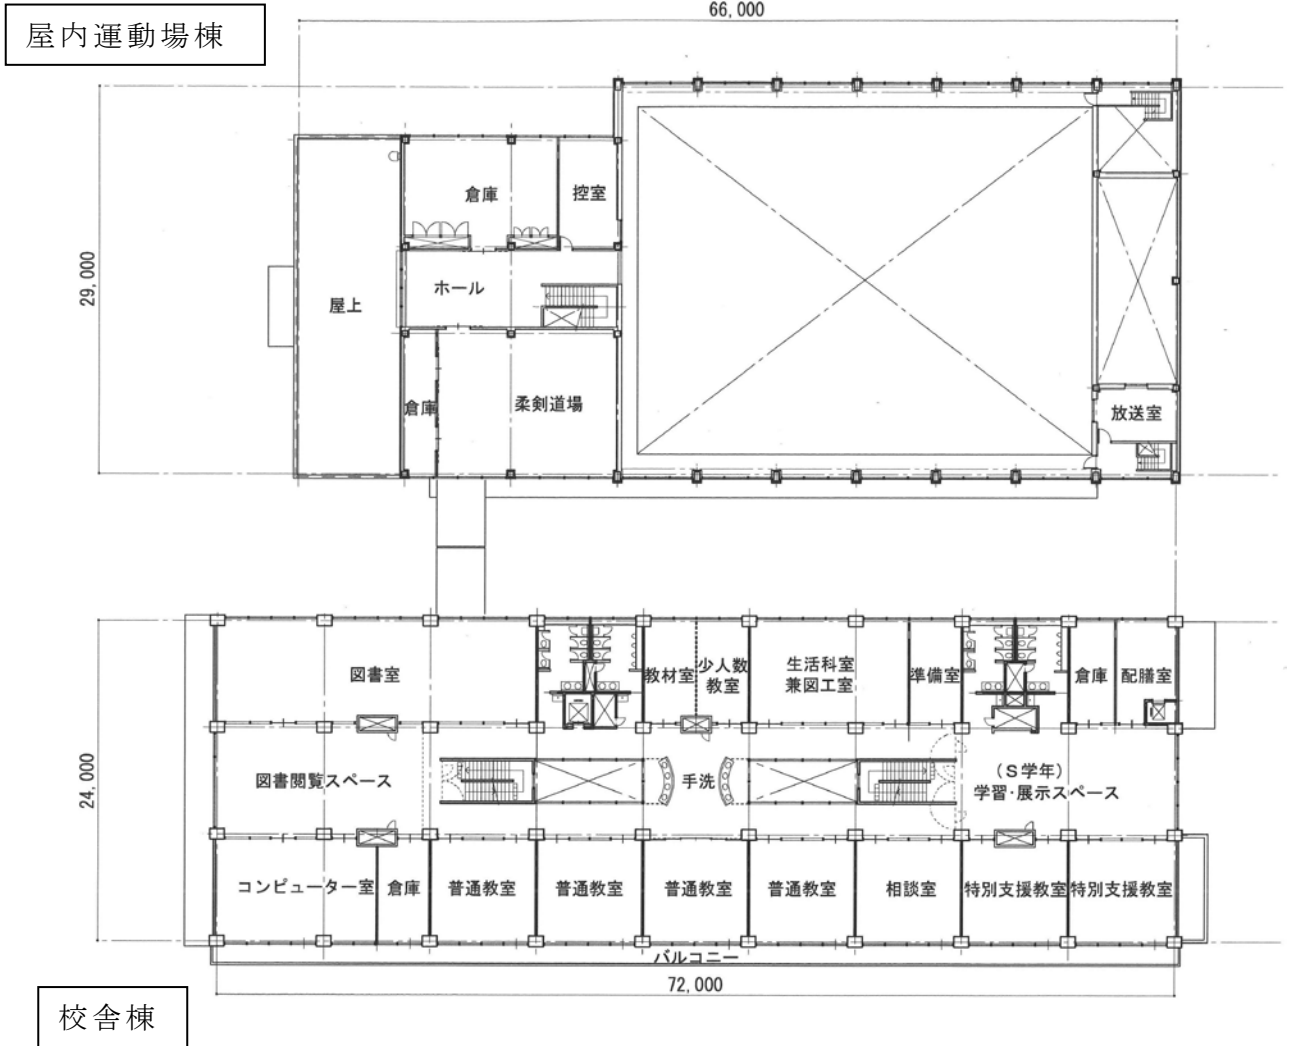 66,000
屋内運動場棟
29,000
倉庫
控室
ホール
屋上
倉庫
柔剣道場
放送室
図書室
教材室
少人数
教室
生活科室
兼図工室
準備室
倉庫
配膳室
24,000
図書閲覧スペース
手洗
(S学年)
学習・展示スペース
コンピューター室
倉庫
普通教室
普通教室
普通教室
普通教室
相談室
特別支援教室
特別支援教室
バルコニー
72,000
校舎棟